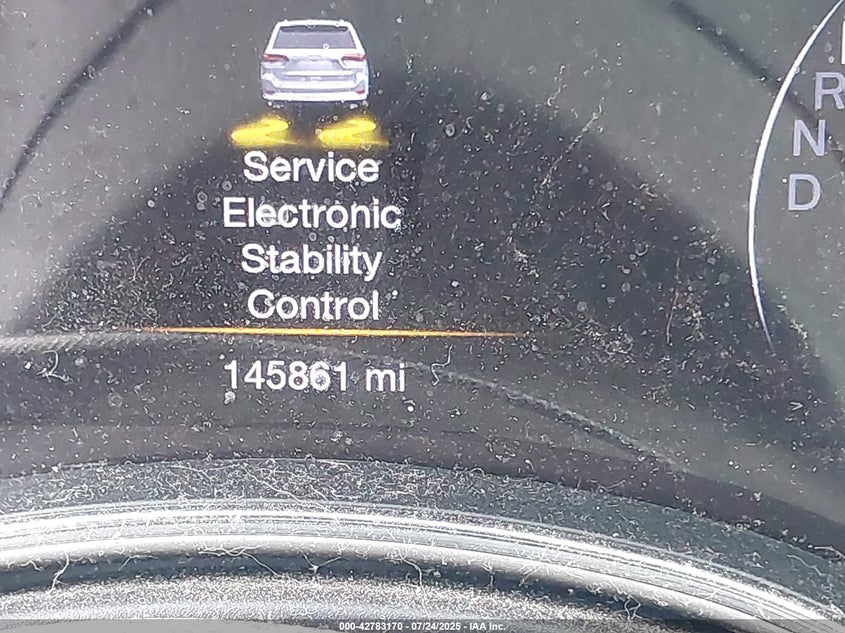 R
N
D
Service
Electronic
Stability
Control
145861 mi
000-42783170 - 07/24/2025 - IAA Inc.